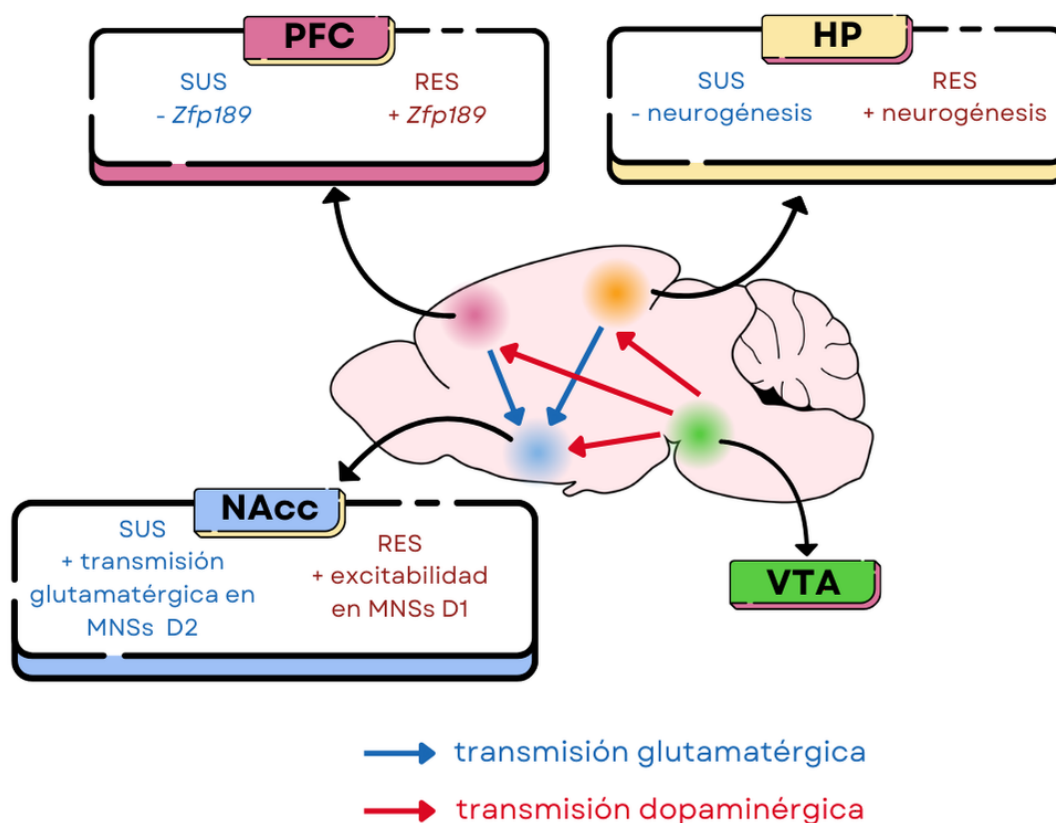 PFC
SUS
- Zfp189
RES
+ Zfp189
HP
SUS
- neurogénesis
RES
+ neurogénesis
NAcc
SUS
+ transmisión
glutamatérgica en
MNSs D2
RES
+ excitabilidad
en MNSs D1
VTA
transmisión glutamatérgica
transmisión dopaminérgica